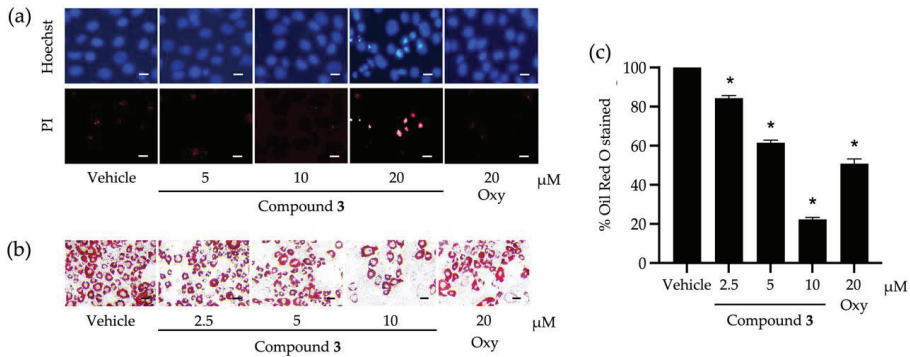 (a)
Hoechst
PI
Vehicle 5 10 20 20 μM
Oxy
Compound 3
(b)
Vehicle 2.5 5 10 20 μM
Oxy
Compound 3
(c)
% Oil Red O stained
100
80
60
40
20
0
* * * *
Vehicle 2.5 5 10 20 μM
Oxy
Compound 3